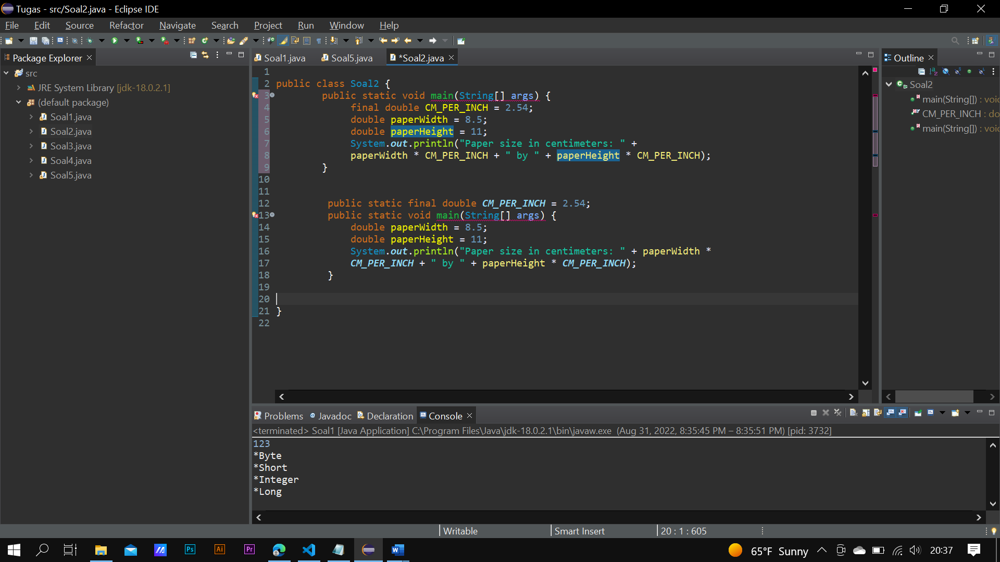 Tugas - src/Soal2.java - Eclipse IDE
File Edit Source Refactor Navigate Search Project Run Window Help
Package Explorer
src
JRE System Library [jdk-18.0.2.1]
(default package)
Soal1.java
Soal2.java
Soal3.java
Soal4.java
Soal5.java
Soal1.java Soal5.java *Soal2.java
1
2 public class Soal2 {
3 public static void main(String[] args) {
4 final double CM_PER_INCH = 2.54;
5 double paperWidth = 8.5;
6 double paperHeight = 11;
7 System.out.println("Paper size in centimeters: " +
8 paperWidth * CM_PER_INCH + " by " + paperHeight * CM_PER_INCH);
9 }
10
11
12 public static final double CM_PER_INCH = 2.54;
13 public static void main(String[] args) {
14 double paperWidth = 8.5;
15 double paperHeight = 11;
16 System.out.println("Paper size in centimeters: " + paperWidth *
17 CM_PER_INCH + " by " + paperHeight * CM_PER_INCH);
18 }
19
20
21 }
22
Outline
Soal2
main(String[]) : voic
CM_PER_INCH : do
main(String[]) : voic
Problems Javadoc Declaration Console
<terminated> Soal1 [Java Application] C:\Program Files\Java\jdk-18.0.2.1\bin\javaw.exe (Aug 31, 2022, 8:35:45 PM – 8:35:51 PM) [pid: 3732]
123
*Byte
*Short
*Integer
*Long
Writable Smart Insert 20 : 1 : 605
Ps Ai Pr W 65°F Sunny 20:37